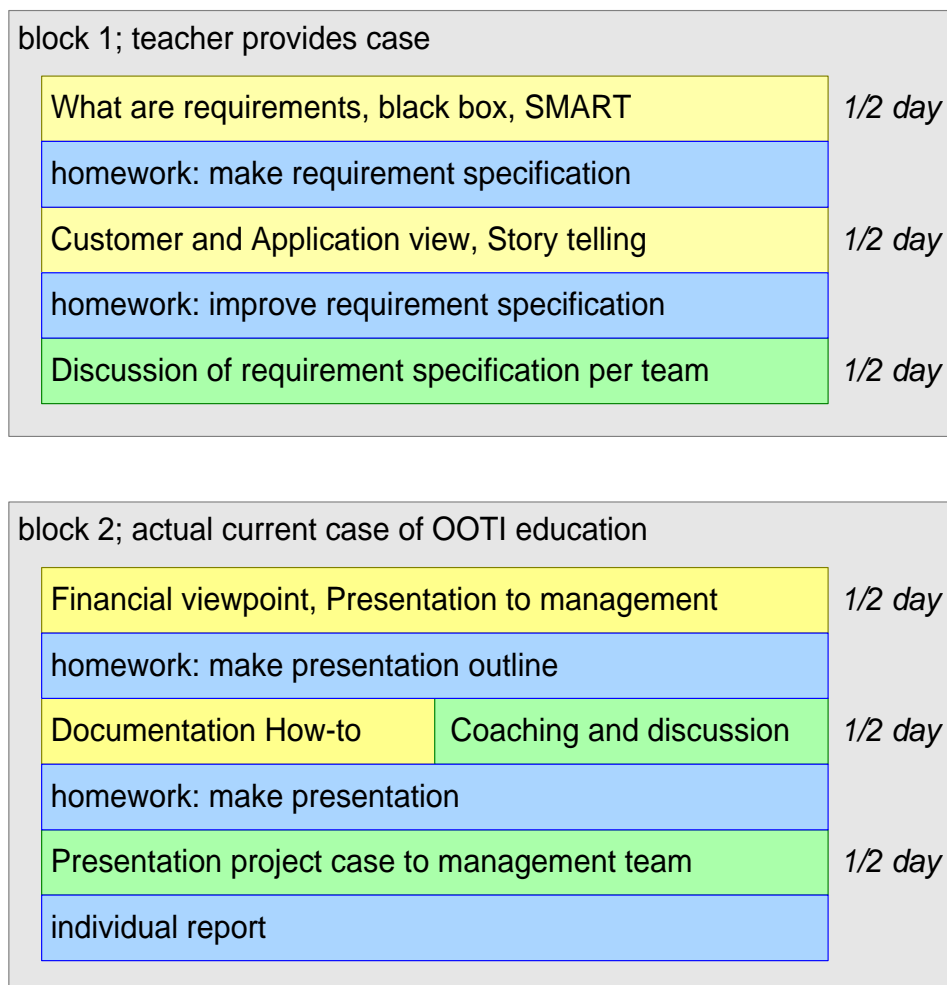 block 1; teacher provides case
What are requirements, black box, SMART 1/2 day
homework: make requirement specification
Customer and Application view, Story telling 1/2 day
homework: improve requirement specification
Discussion of requirement specification per team 1/2 day
block 2; actual current case of OOTI education
Financial viewpoint, Presentation to management 1/2 day
homework: make presentation outline
Documentation How-to Coaching and discussion 1/2 day
homework: make presentation
Presentation project case to management team 1/2 day
individual report